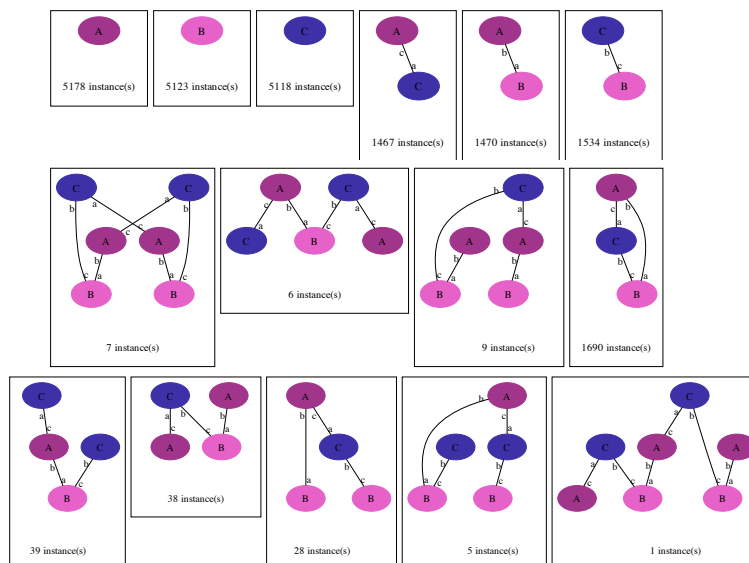 A
5178 instance(s)
B
5123 instance(s)
C
5118 instance(s)
A
c
a
C
1467 instance(s)
A
b
a
B
1470 instance(s)
C
b
c
B
1534 instance(s)
C C
b a a b
c c
A A
b b
c a a c
B B
7 instance(s)
A C
c b b a
a a c c
C B A
6 instance(s)
C
b a
c
A A
b b
c a a
B B
9 instance(s)
A
c b
a
C
b
c a
B
1690 instance(s)
C
a
c
A C
b b
a c
B
39 instance(s)
C A
a b b
c c a
A B
38 instance(s)
A
b c
a
C
b
a c
B B
28 instance(s)
A
b c
a
C C
b b
a c c
B B
5 instance(s)
C
a b
c
C A A
a b b b
c c a c a
A B B
1 instance(s)